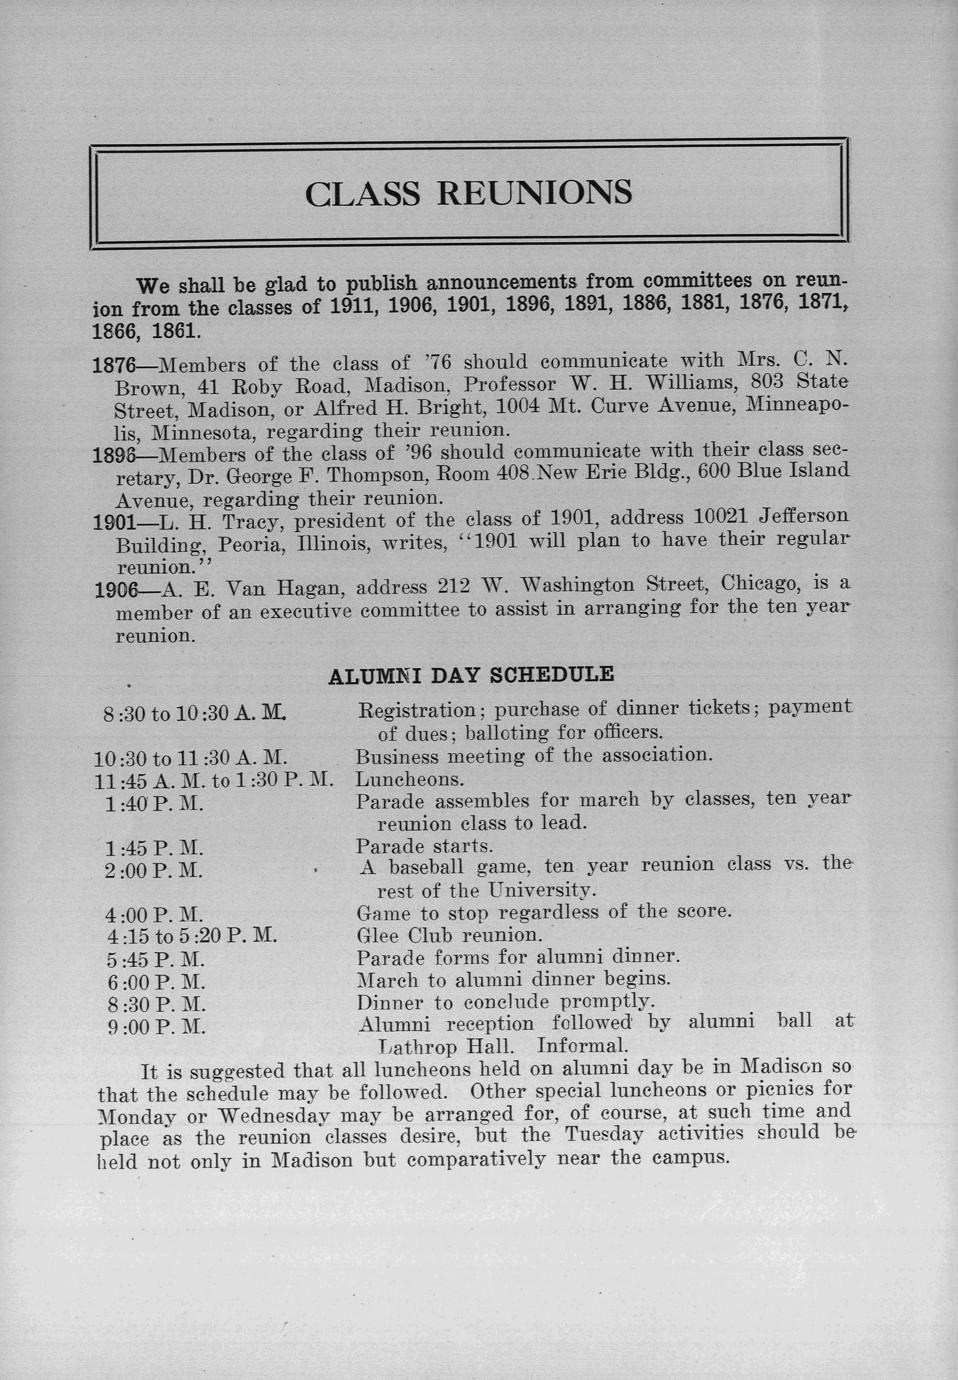 CLASS REUNIONS
We shall be glad to publish announcements from committees on reun-
ion from the classes of 1911, 1906, 1901, 1896, 1891, 1886, 1881, 1876, 1871,
1866, 1861.
1876—Members of the class of '76 should communicate with Mrs. C. N.
Brown, 41 Roby Road, Madison, Professor W. H. Williams, 803 State
Street, Madison, or Alfred H. Bright, 1004 Mt. Curve Avenue, Minneapo-
lis, Minnesota, regarding their reunion.
1896—Members of the class of '96 should communicate with their class sec-
retary, Dr. George F. Thompson, Room 408 New Erie Bldg., 600 Blue Island
Avenue, regarding their reunion.
1901—L. H. Tracy, president of the class of 1901, address 10021 Jefferson
Building, Peoria, Illinois, writes, "1901 will plan to have their regular
reunion."
1906—A. E. Van Hagan, address 212 W. Washington Street, Chicago, is a
member of an executive committee to assist in arranging for the ten year
reunion.
ALUMNI DAY SCHEDULE
8:30 to 10:30 A. M. Registration; purchase of dinner tickets; payment
of dues; balloting for officers.
10:30 to 11:30 A. M. Business meeting of the association.
11:45 A. M. to 1:30 P. M. Luncheons.
1:40 P. M. Parade assembles for march by classes, ten year
reunion class to lead.
1:45 P. M. Parade starts.
2:00 P. M. A baseball game, ten year reunion class vs. the
rest of the University.
4:00 P. M. Game to stop regardless of the score.
4:15 to 5:20 P. M. Glee Club reunion.
5:45 P. M. Parade forms for alumni dinner.
6:00 P. M. March to alumni dinner begins.
8:30 P. M. Dinner to conclude promptly.
9:00 P. M. Alumni reception followed by alumni ball at
Lathrop Hall. Informal.
It is suggested that all luncheons held on alumni day be in Madison so
that the schedule may be followed. Other special luncheons or picnics for
Monday or Wednesday may be arranged for, of course, at such time and
place as the reunion classes desire, but the Tuesday activities should be
held not only in Madison but comparatively near the campus.